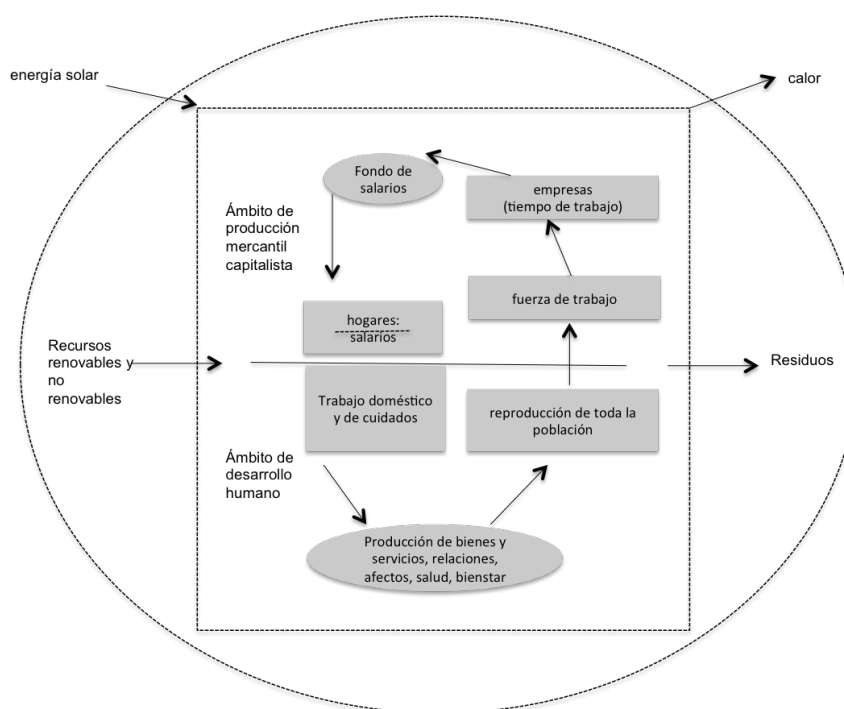 energía solar
calor
Fondo de
salarios
empresas
(tiempo de trabajo)
Ámbito de
producción
mercantil
capitalista
fuerza de trabajo
hogares:
salarios
Recursos
renovables y
no
renovables
Residuos
Trabajo doméstico
y de cuidados
reproducción de toda la
población
Ámbito de
desarrollo
humano
Producción de bienes y
servicios, relaciones,
afectos, salud, bienstar